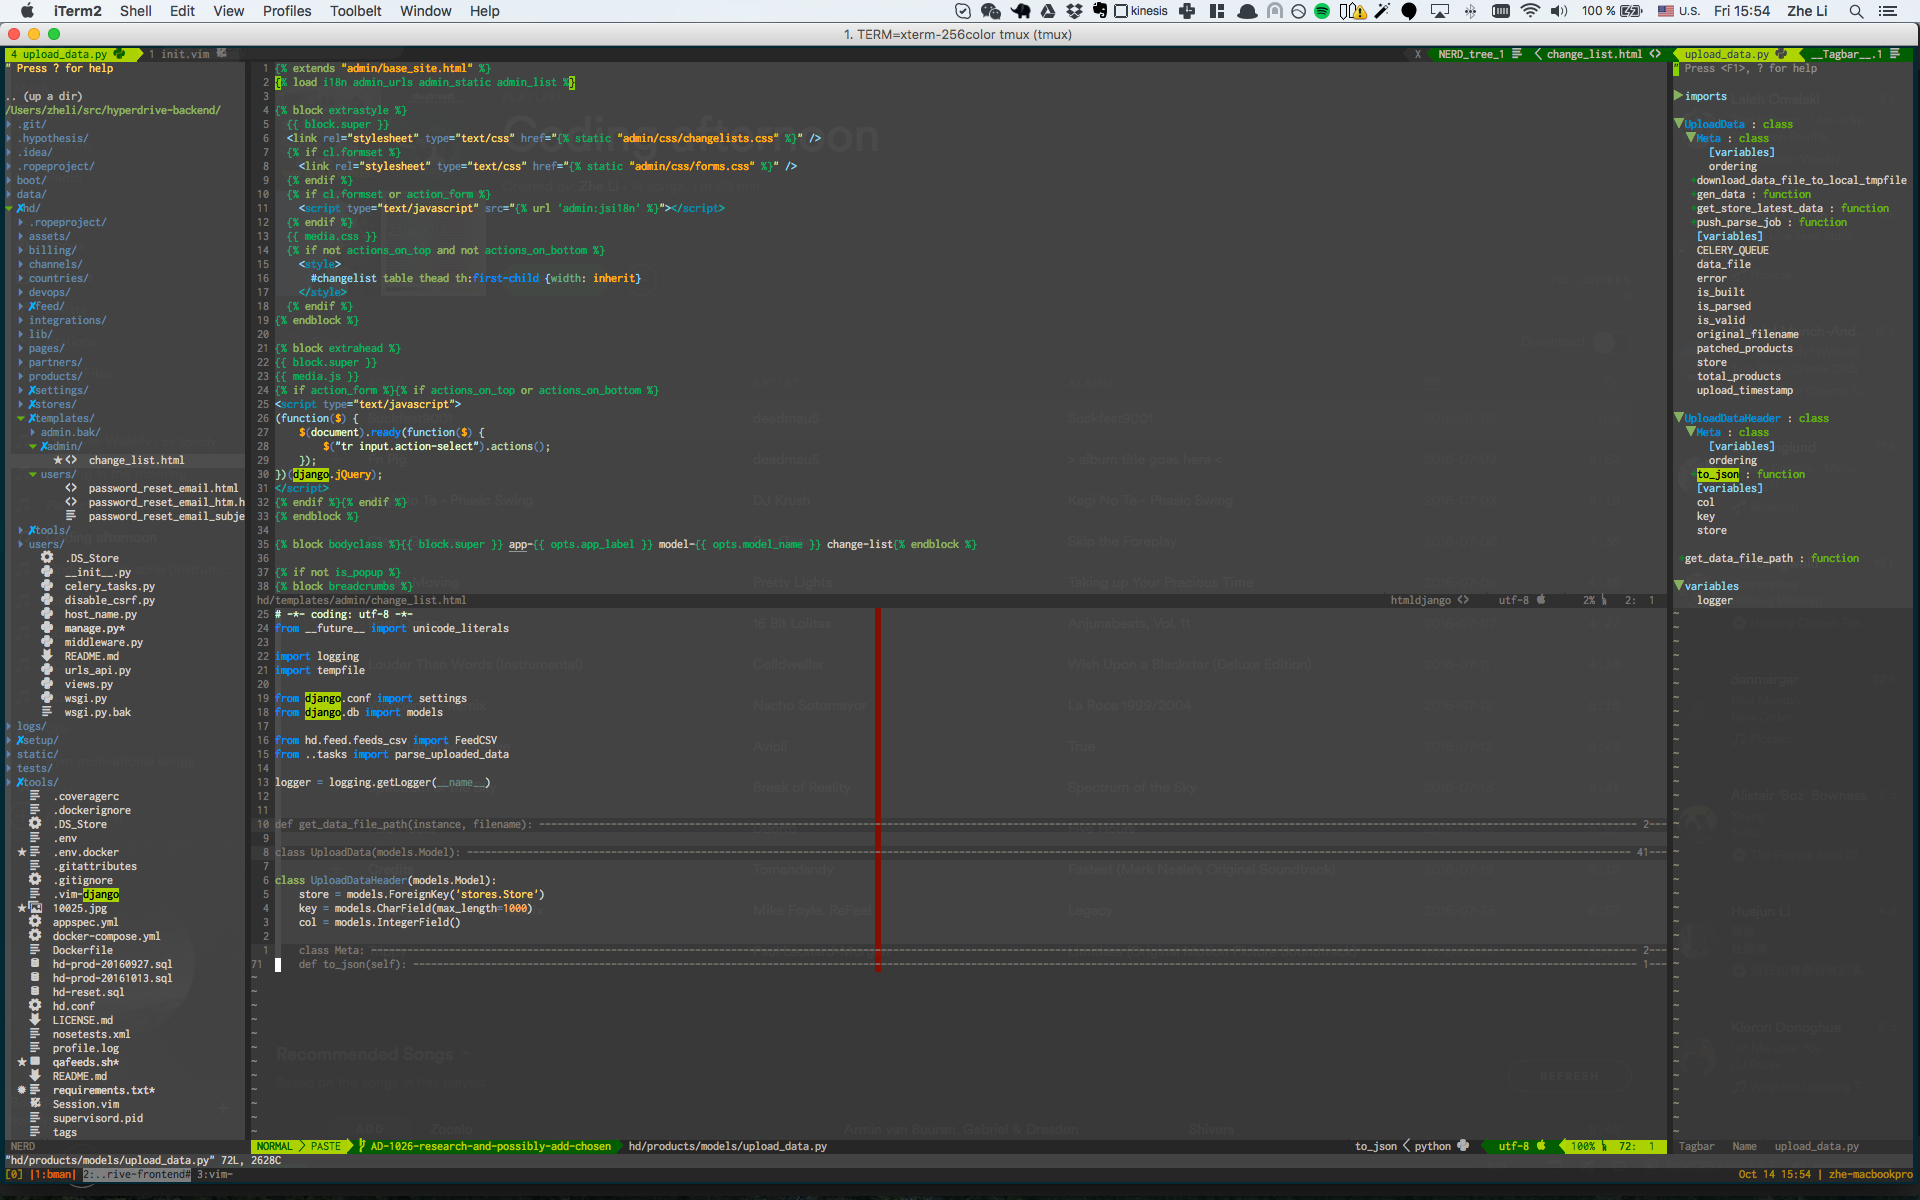 iTerm2 Shell Edit View Profiles Toolbelt Window Help kinesis 100 % U.S. Fri 15:54 Zhe Li
1. TERM=xterm-256color tmux (tmux)
4 upload_data.py 1 init.vim X NERD_tree_1 change_list.html upload_data.py __Tagbar__.1
" Press ? for help
.. (up a dir)
/Users/zheli/src/hyperdrive-backend/
.git/
.hypothesis/
.idea/
.ropeproject/
boot/
data/
✗hd/
.ropeproject/
assets/
billing/
channels/
countries/
devops/
✗feed/
integrations/
lib/
pages/
partners/
products/
✗settings/
✗stores/
✗templates/
admin.bak/
✗admin/
★<> change_list.html
users/
<> password_reset_email.html
<> password_reset_email_htm.h
password_reset_email_subje
✗tools/
users/
.DS_Store
__init__.py
celery_tasks.py
disable_csrf.py
host_name.py
manage.py*
middleware.py
README.md
urls_api.py
views.py
wsgi.py
wsgi.py.bak
logs/
✗setup/
static/
tests/
✗tools/
.coveragerc
.dockerignore
.DS_Store
.env
★ .env.docker
.gitattributes
.gitignore
.vim-django
★ 10025.jpg
appspec.yml
docker-compose.yml
Dockerfile
hd-prod-20160927.sql
hd-prod-20161013.sql
hd-reset.sql
hd.conf
LICENSE.md
nosetests.xml
profile.log
★ qafeeds.sh*
README.md
✹ requirements.txt*
Session.vim
supervisord.pid
tags
NERD
1 {% extends "admin/base_site.html" %}
2 {% load i18n admin_urls admin_static admin_list %}
3
4 {% block extrastyle %}
5 {{ block.super }}
6 <link rel="stylesheet" type="text/css" href="{% static "admin/css/changelists.css" %}" />
7 {% if cl.formset %}
8 <link rel="stylesheet" type="text/css" href="{% static "admin/css/forms.css" %}" />
9 {% endif %}
10 {% if cl.formset or action_form %}
11 <script type="text/javascript" src="{% url 'admin:jsi18n' %}"></script>
12 {% endif %}
13 {{ media.css }}
14 {% if not actions_on_top and not actions_on_bottom %}
15 <style>
16 #changelist table thead th:first-child {width: inherit}
17 </style>
18 {% endif %}
19 {% endblock %}
20
21 {% block extrahead %}
22 {{ block.super }}
23 {{ media.js }}
24 {% if action_form %}{% if actions_on_top or actions_on_bottom %}
25 <script type="text/javascript">
26 (function($) {
27 $(document).ready(function($) {
28 $("tr input.action-select").actions();
29 });
30 })(django.jQuery);
31 </script>
32 {% endif %}{% endif %}
33 {% endblock %}
34
35 {% block bodyclass %}{{ block.super }} app-{{ opts.app_label }} model-{{ opts.model_name }} change-list{% endblock %}
36
37 {% if not is_popup %}
38 {% block breadcrumbs %}
hd/templates/admin/change_list.html htmldjango <> utf-8 2% 2: 1
25 # -*- coding: utf-8 -*-
24 from __future__ import unicode_literals
23
22 import logging
21 import tempfile
20
19 from django.conf import settings
18 from django.db import models
17
16 from hd.feed.feeds_csv import FeedCSV
15 from ..tasks import parse_uploaded_data
14
13 logger = logging.getLogger(__name__)
12
11
10 def get_data_file_path(instance, filename): 2
9
8 class UploadData(models.Model): 41
7
6 class UploadDataHeader(models.Model):
5 store = models.ForeignKey('stores.Store')
4 key = models.CharField(max_length=1000)
3 col = models.IntegerField()
2
1 class Meta: 2
71 def to_json(self): 1
NORMAL PASTE AD-1026-research-and-possibly-add-chosen hd/products/models/upload_data.py to_json python utf-8 100% 72: 1
" Press <F1>, ? for help
imports
UploadData : class
Meta : class
[variables]
ordering
download_data_file_to_local_tmpfile
gen_data : function
get_store_latest_data : function
push_parse_job : function
[variables]
CELERY_QUEUE
data_file
error
is_built
is_parsed
is_valid
original_filename
patched_products
store
total_products
upload_timestamp
UploadDataHeader : class
Meta : class
[variables]
ordering
to_json : function
[variables]
col
key
store
get_data_file_path : function
variables
logger
Tagbar Name upload_data.py
"hd/products/models/upload_data.py" 72L, 2628C
[0] |1:bman| 2:..rive-frontend# 3:vim- Oct 14 15:54 | zhe-macbookpro